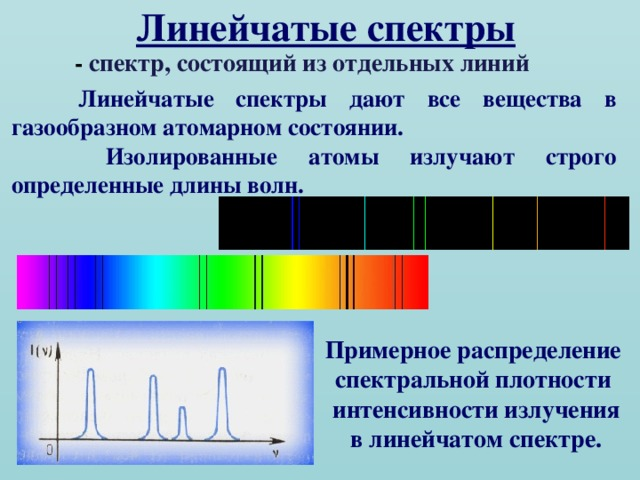 Линейчатые спектры
- спектр, состоящий из отдельных линий
Линейчатые спектры дают все вещества в
газообразном атомарном состоянии.
Изолированные атомы излучают строго
определенные длины волн.
I(ν)
0
ν
Примерное распределение
спектральной плотности
интенсивности излучения
в линейчатом спектре.